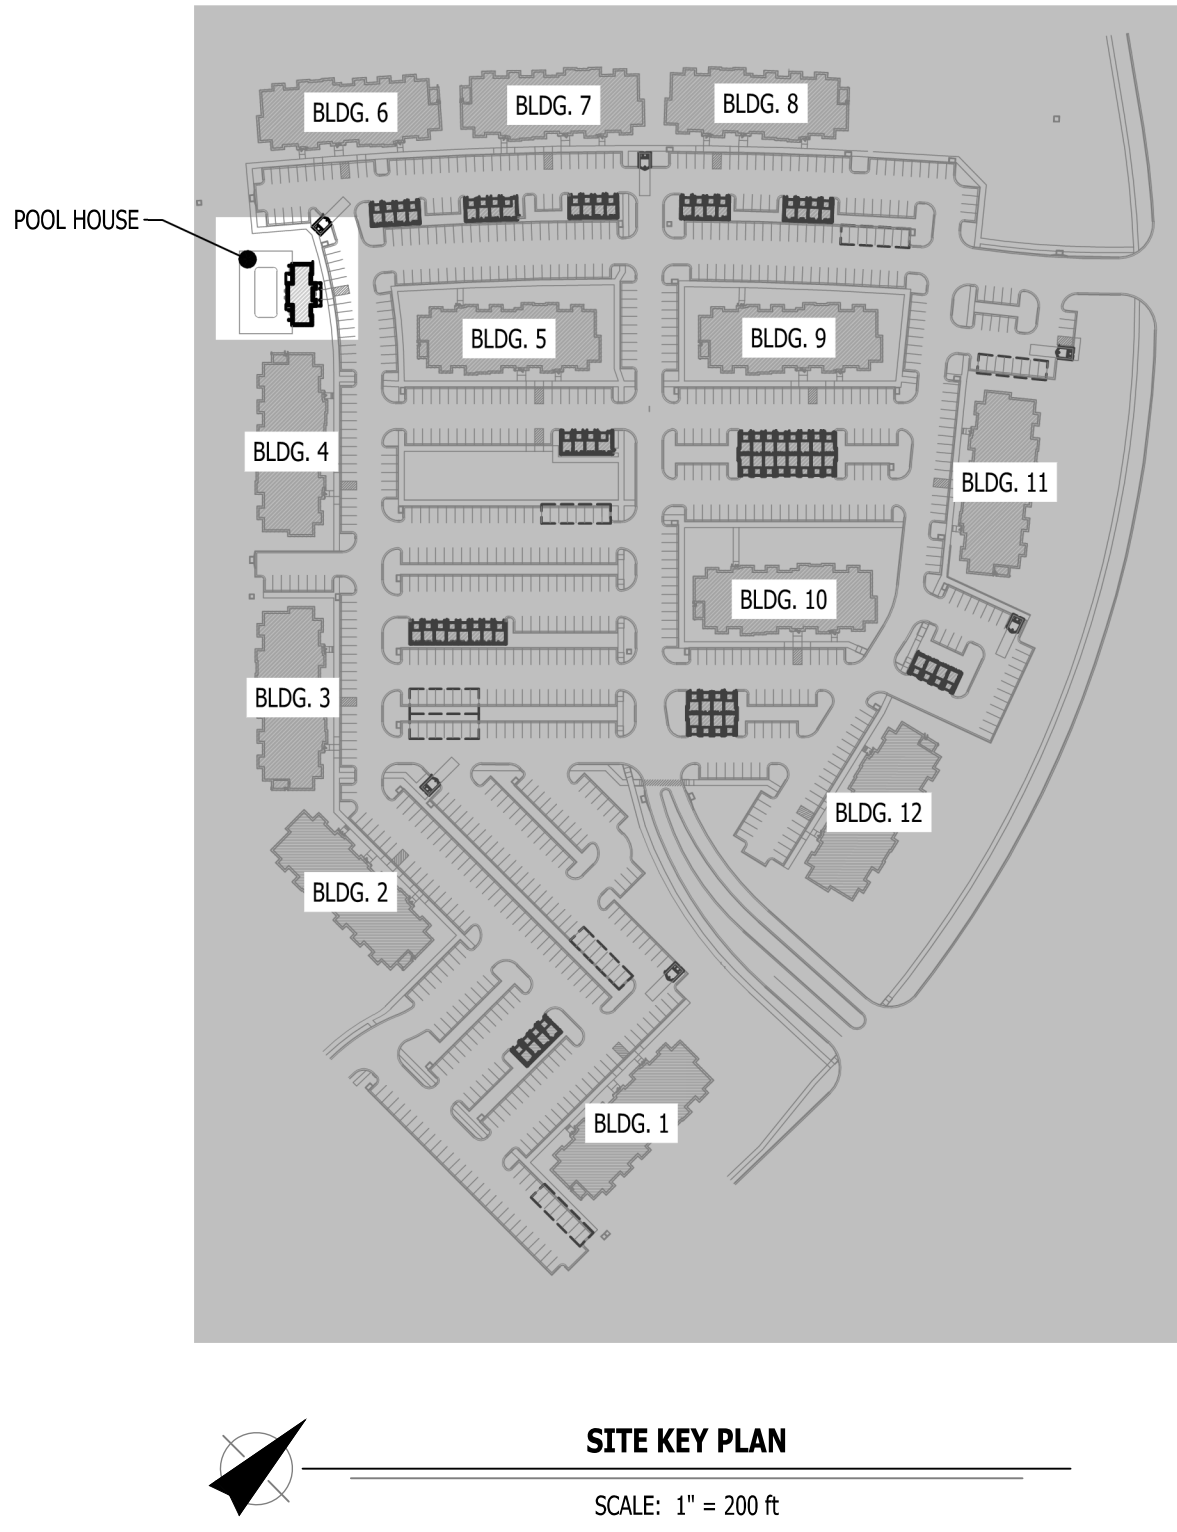 BLDG. 6
BLDG. 7
BLDG. 8
POOL HOUSE
BLDG. 5
BLDG. 9
BLDG. 4
BLDG. 11
BLDG. 10
BLDG. 3
BLDG. 12
BLDG. 2
BLDG. 1
SITE KEY PLAN
SCALE: 1" = 200 ft